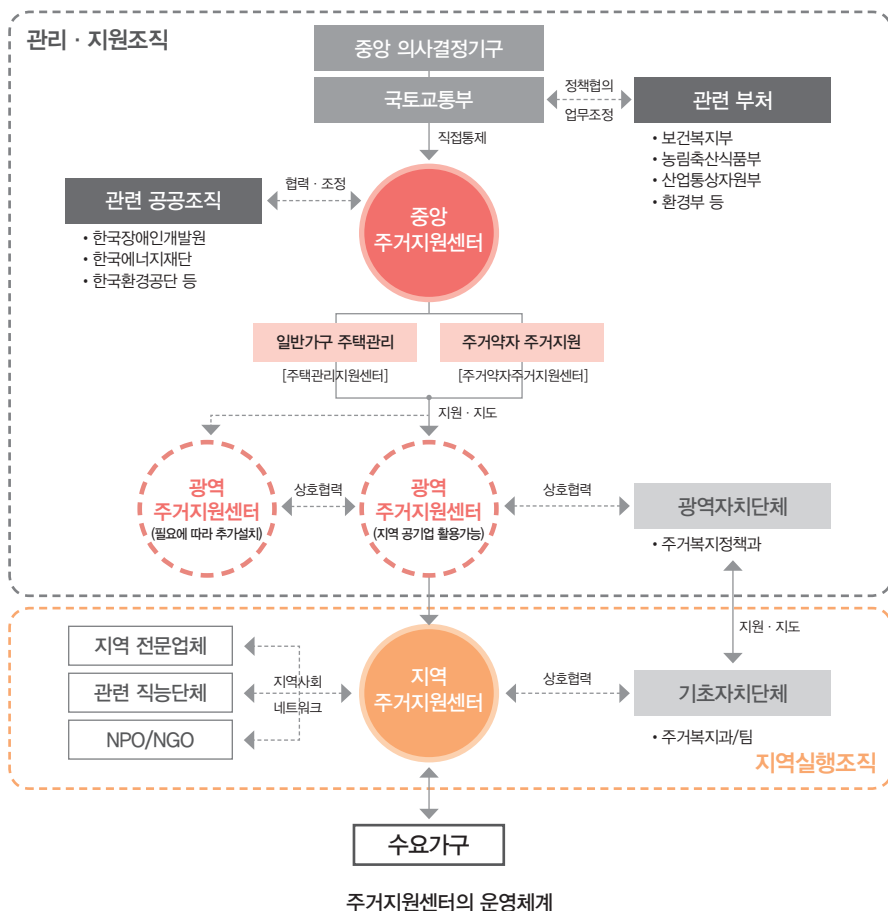 관리 · 지원조직
중앙 의사결정기구
국토교통부
정책협의
업무조정
관련 부처
• 보건복지부
• 농림축산식품부
• 산업통상자원부
• 환경부 등
직접통제
관련 공공조직
• 한국장애인개발원
• 한국에너지재단
• 한국환경공단 등
협력 · 조정
중앙
주거지원센터
일반가구 주택관리
[주택관리지원센터]
주거약자 주거지원
[주거약자주거지원센터]
지원 · 지도
광역
주거지원센터
(필요에 따라 추가설치)
상호협력
광역
주거지원센터
(지역 공기업 활용가능)
상호협력
광역자치단체
• 주거복지정책과
지원 · 지도
지역 전문업체
관련 직능단체
NPO/NGO
지역사회
네트워크
지역
주거지원센터
상호협력
기초자치단체
• 주거복지과/팀
지역실행조직
수요가구
주거지원센터의 운영체계